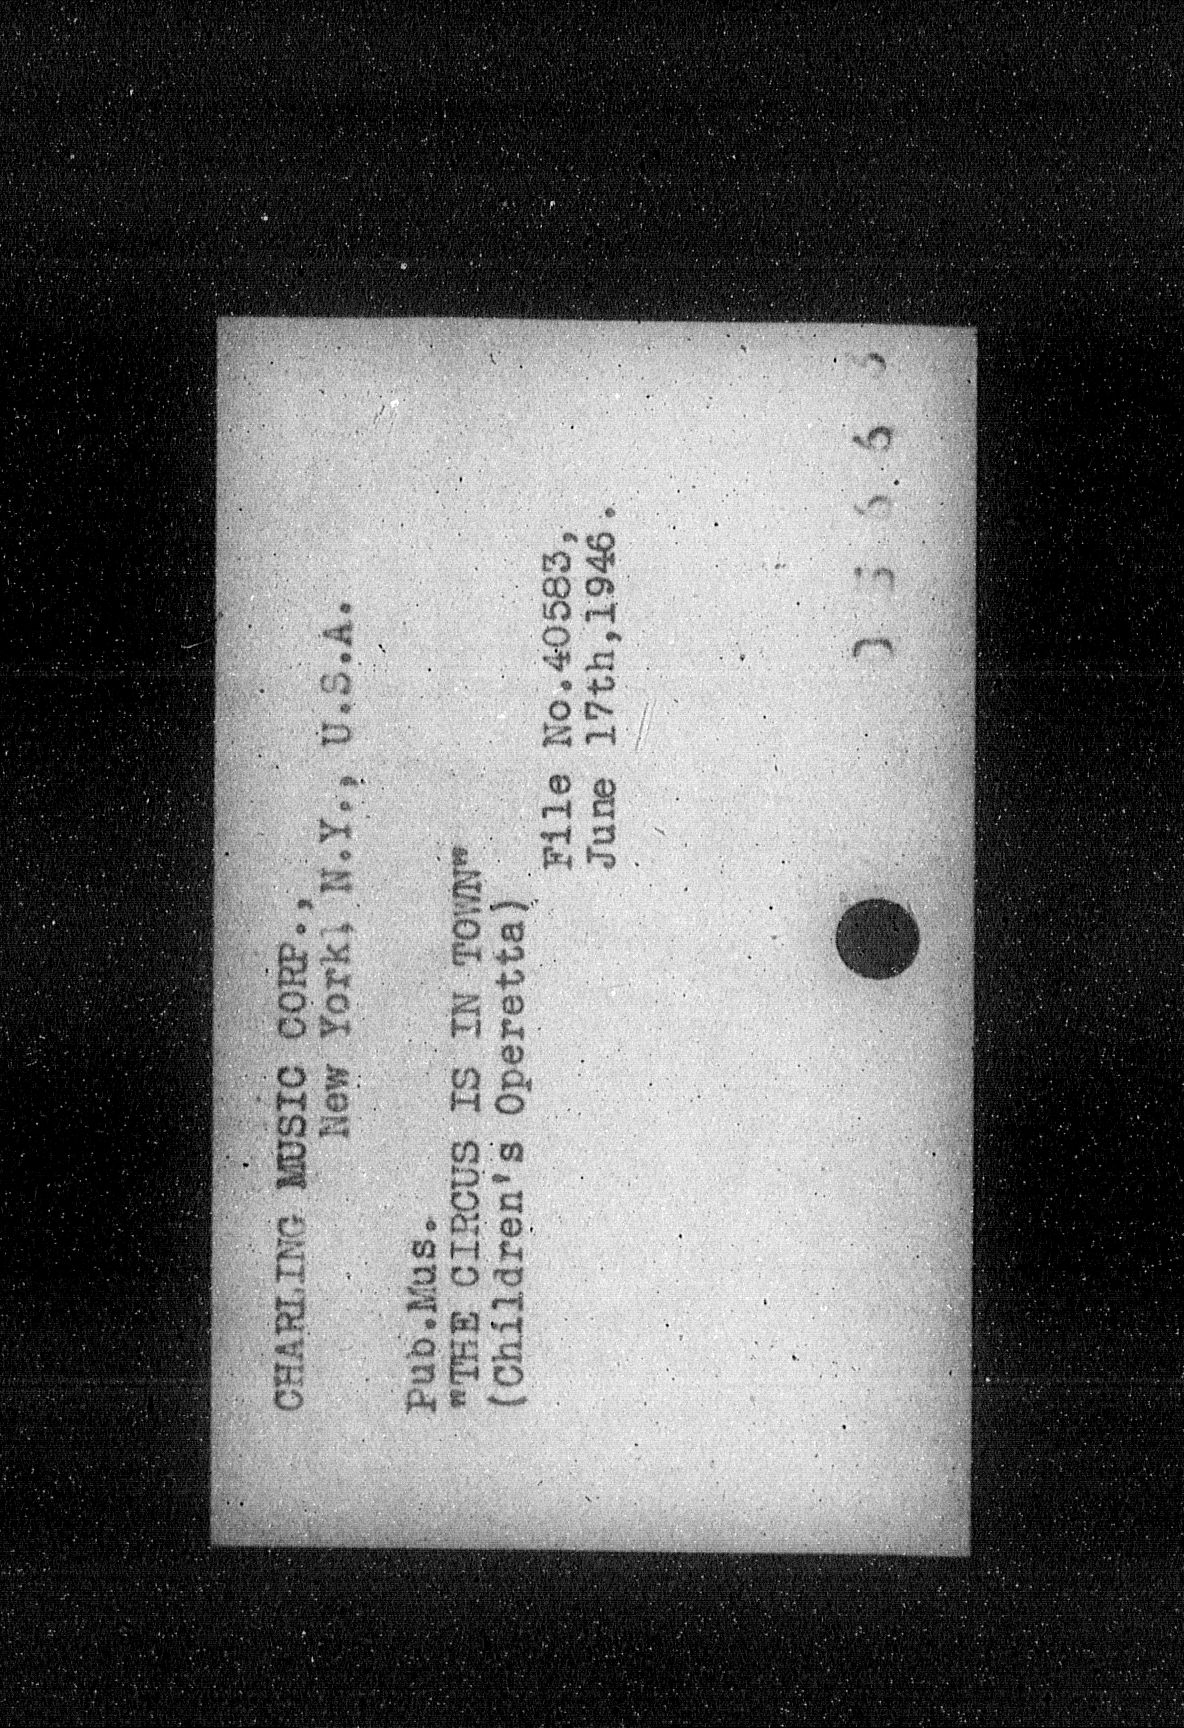 CHARLING MUSIC CORP.,
New York, N.Y., U.S.A.
Pub.Mus.
"THE CIRCUS IS IN TOWN"
(Children's Operetta)
File No.40583,
June 17th,1946.